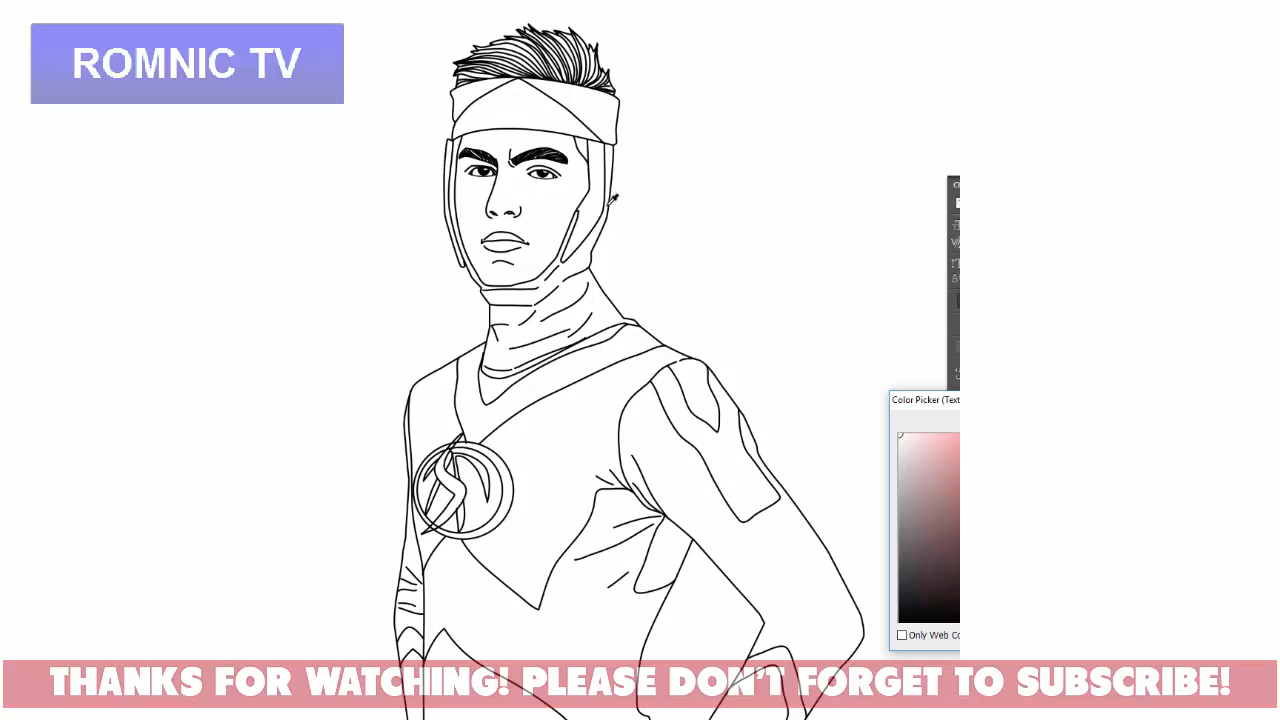 ROMNIC TV
Color Picker (Text
Only Web Co
THANKS FOR WATCHING! PLEASE DON'T FORGET TO SUBSCRIBE!